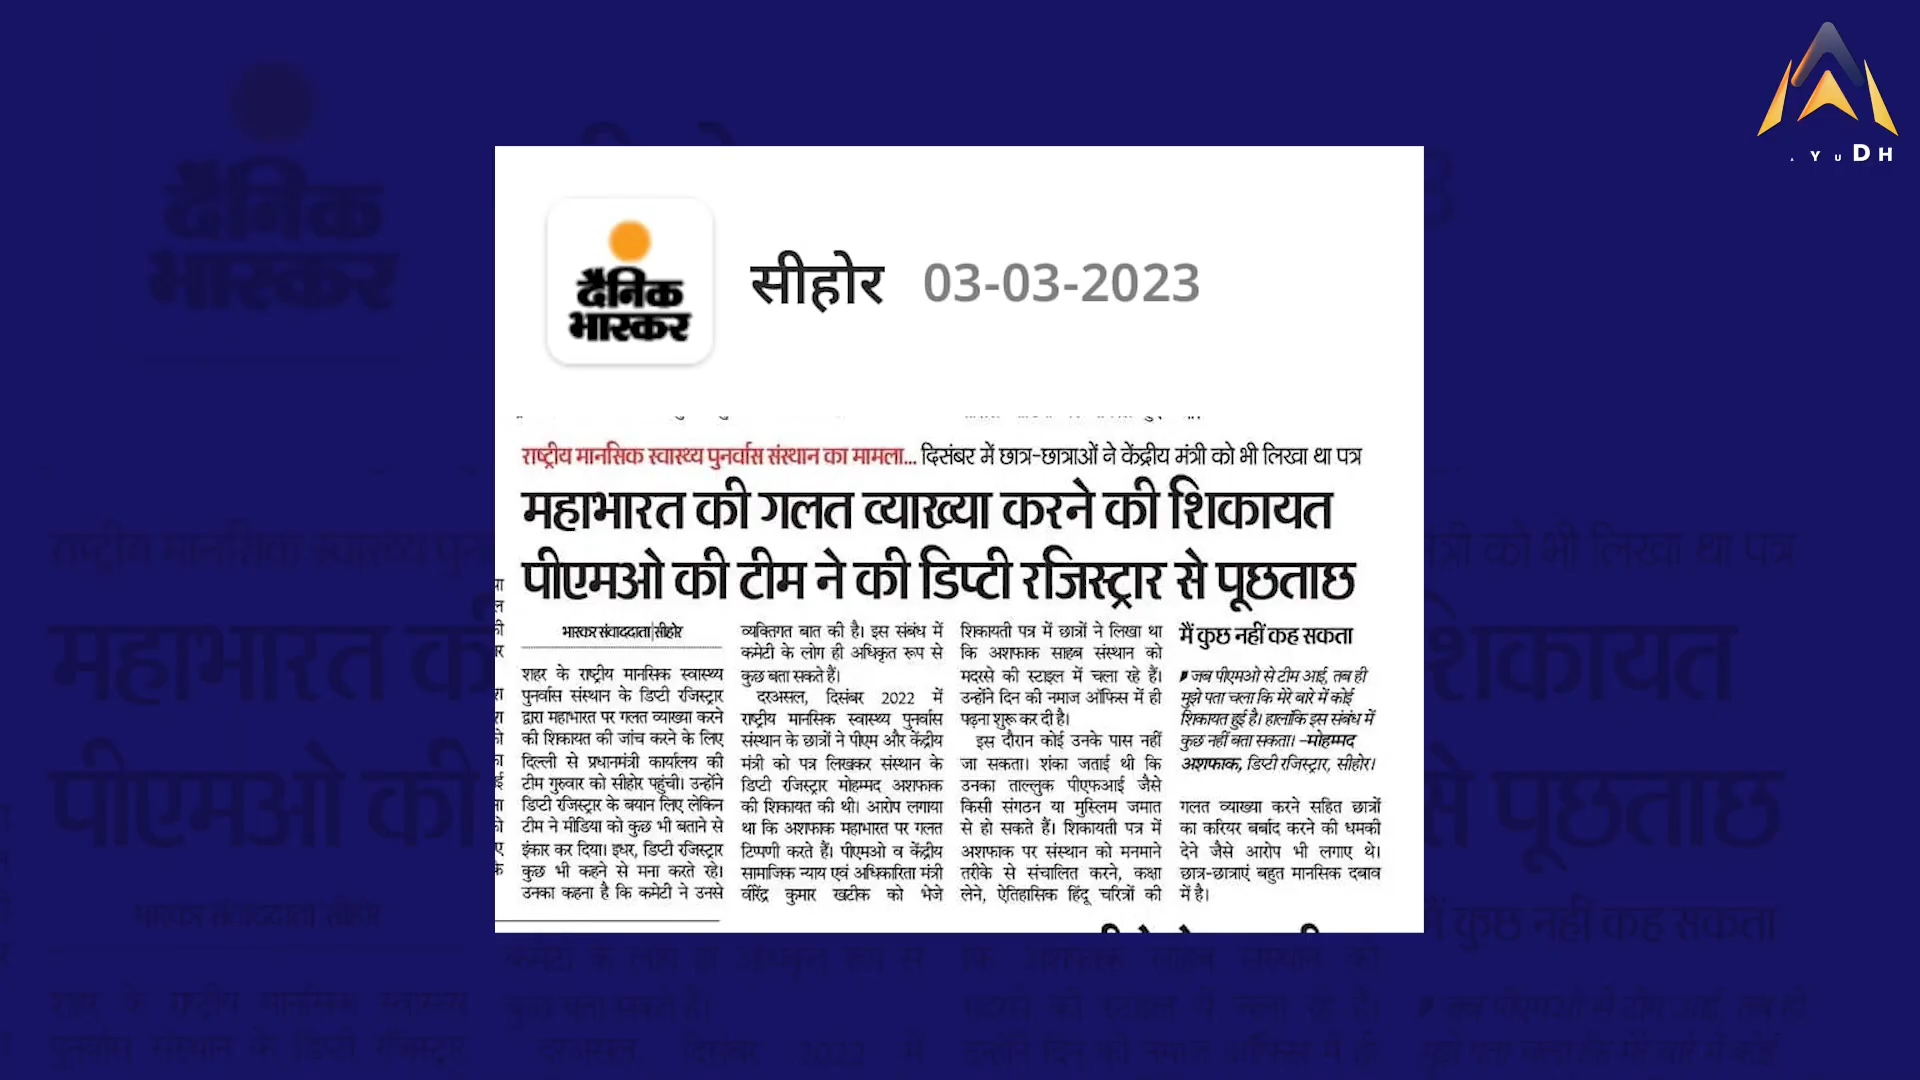 AYUDH
दैनिक
भास्कर
सीहोर 03-03-2023
राष्ट्रीय मानसिक स्वास्थ्य पुनर्वास संस्थान का मामला... दिसंबर में छात्र-छात्राओं ने केंद्रीय मंत्री को भी लिखा था पत्र
महाभारत की गलत व्याख्या करने की शिकायत
पीएमओ की टीम ने की डिप्टी रजिस्ट्रार से पूछताछ
भास्कर संवाददाता|सीहोर
शहर के राष्ट्रीय मानसिक स्वास्थ्य
पुनर्वास संस्थान के डिप्टी रजिस्ट्रार
द्वारा महाभारत पर गलत व्याख्या करने
की शिकायत की जांच करने के लिए
दिल्ली से प्रधानमंत्री कार्यालय की
टीम गुरुवार को सीहोर पहुंची। उन्होंने
डिप्टी रजिस्ट्रार के बयान लिए लेकिन
टीम ने मीडिया को कुछ भी बताने से
इंकार कर दिया। इधर, डिप्टी रजिस्ट्रार
कुछ भी कहने से मना करते रहे।
उनका कहना है कि कमेटी ने उनसे
व्यक्तिगत बात की है। इस संबंध में
कमेटी के लोग ही अधिकृत रूप से
कुछ बता सकते हैं।
दरअसल, दिसंबर 2022 में
राष्ट्रीय मानसिक स्वास्थ्य पुनर्वास
संस्थान के छात्रों ने पीएम और केंद्रीय
मंत्री को पत्र लिखकर संस्थान के
डिप्टी रजिस्ट्रार मोहम्मद अशफाक
की शिकायत की थी। आरोप लगाया
था कि अशफाक महाभारत पर गलत
टिप्पणी करते हैं। पीएमओ व केंद्रीय
सामाजिक न्याय एवं अधिकारिता मंत्री
वीरेंद्र कुमार खटीक को भेजे
शिकायती पत्र में छात्रों ने लिखा था
कि अशफाक साहब संस्थान को
मदरसे की स्टाइल में चला रहे हैं।
उन्होंने दिन की नमाज ऑफिस में ही
पढ़ना शुरू कर दी है।
इस दौरान कोई उनके पास नहीं
जा सकता। शंका जताई थी कि
उनका ताल्लुक पीएफआई जैसे
किसी संगठन या मुस्लिम जमात
से हो सकते हैं। शिकायती पत्र में
अशफाक पर संस्थान को मनमाने
तरीके से संचालित करने, कक्षा
लेने, ऐतिहासिक हिंदू चरित्रों की
मैं कुछ नहीं कह सकता
जब पीएमओ से टीम आई, तब ही
मुझे पता चला कि मेरे बारे में कोई
शिकायत हुई है। हालांकि इस संबंध में
कुछ नहीं बता सकता। -मोहम्मद
अशफाक, डिप्टी रजिस्ट्रार, सीहोर।
गलत व्याख्या करने सहित छात्रों
का करियर बर्बाद करने की धमकी
देने जैसे आरोप भी लगाए थे।
छात्र-छात्राएं बहुत मानसिक दबाव
में है।